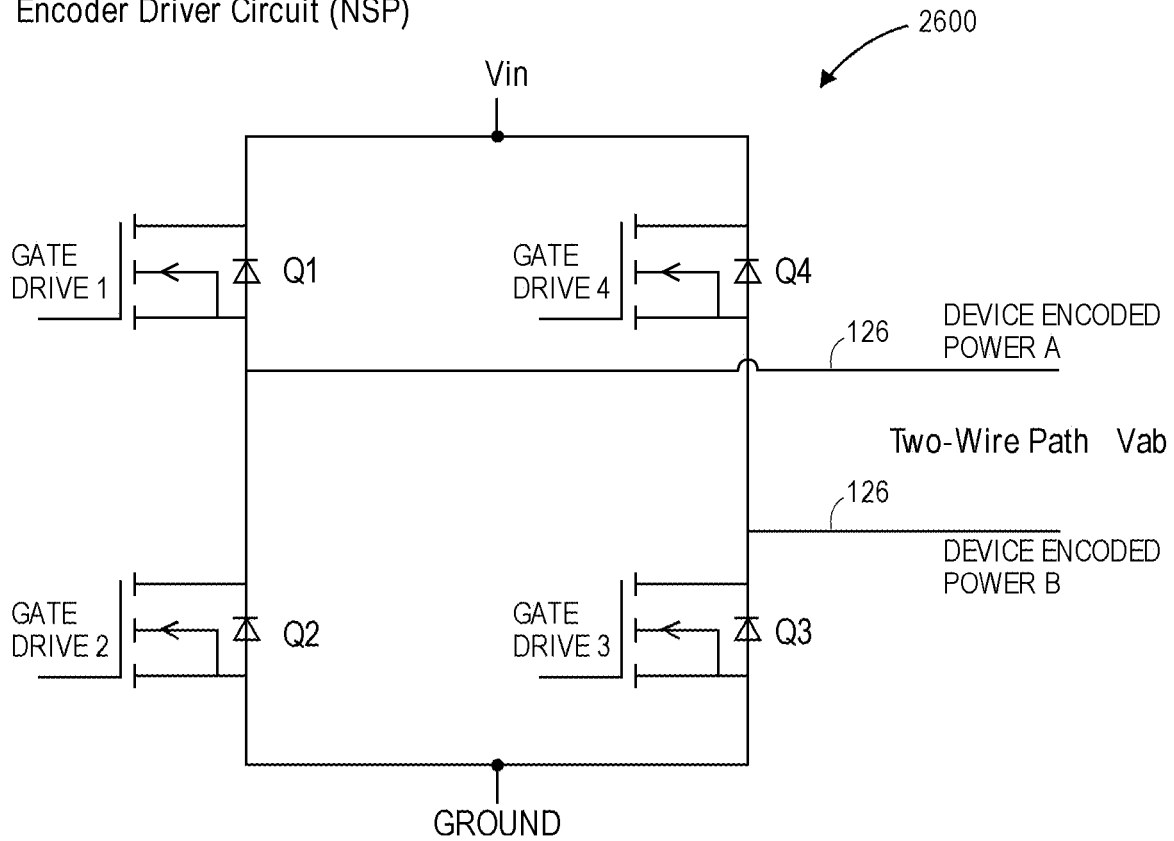 Encoder Driver Circuit (NSP)
2600
Vin
GATE
DRIVE 1
Q1
GATE
DRIVE 4
Q4
126
DEVICE ENCODED
POWER A
Two-Wire Path Vab
126
DEVICE ENCODED
POWER B
GATE
DRIVE 2
Q2
GATE
DRIVE 3
Q3
GROUND